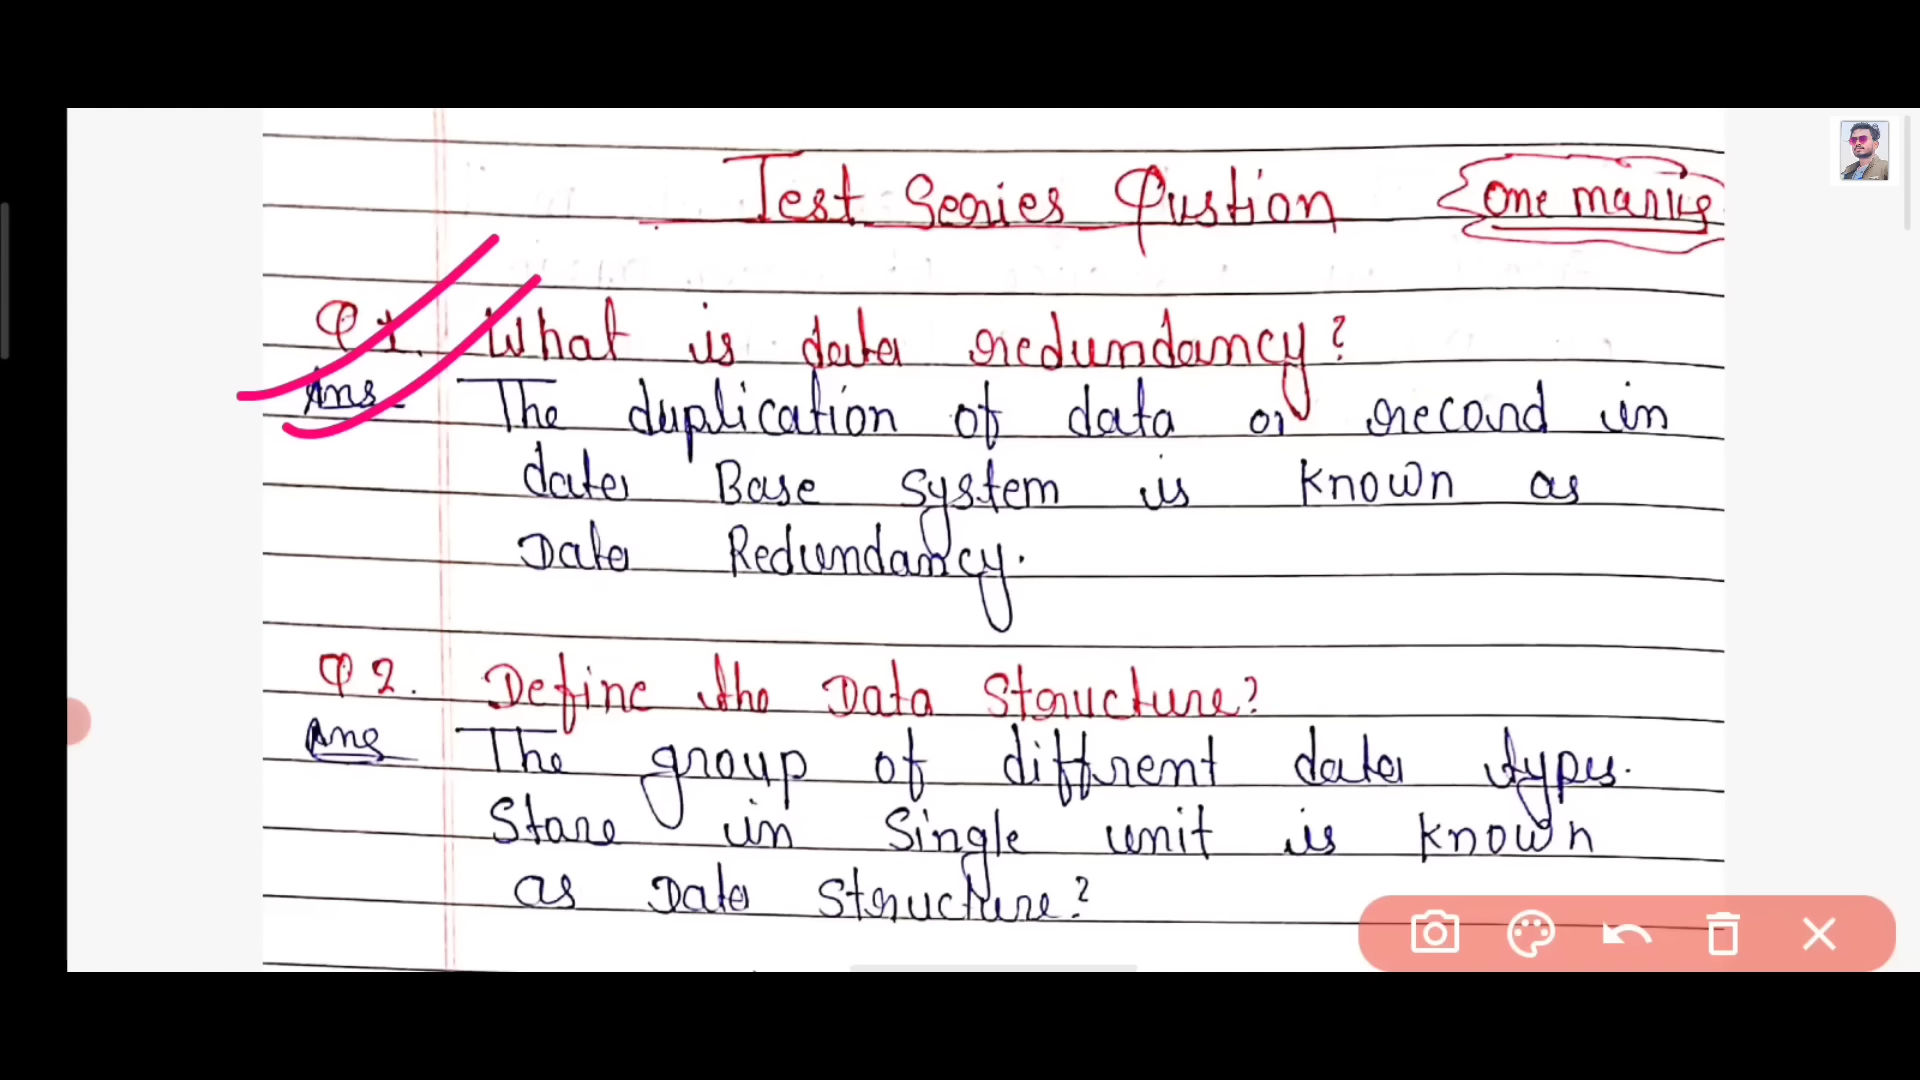 Test Series Qustion one marks
Q 1. What is data redundancy?
Ans The duplication of data or record in
data Base system is known as
Data Redundancy.
Q 2. Define the Data Structure?
Ans The group of diffrent data types.
Store in Single unit is known
as Data Structure?